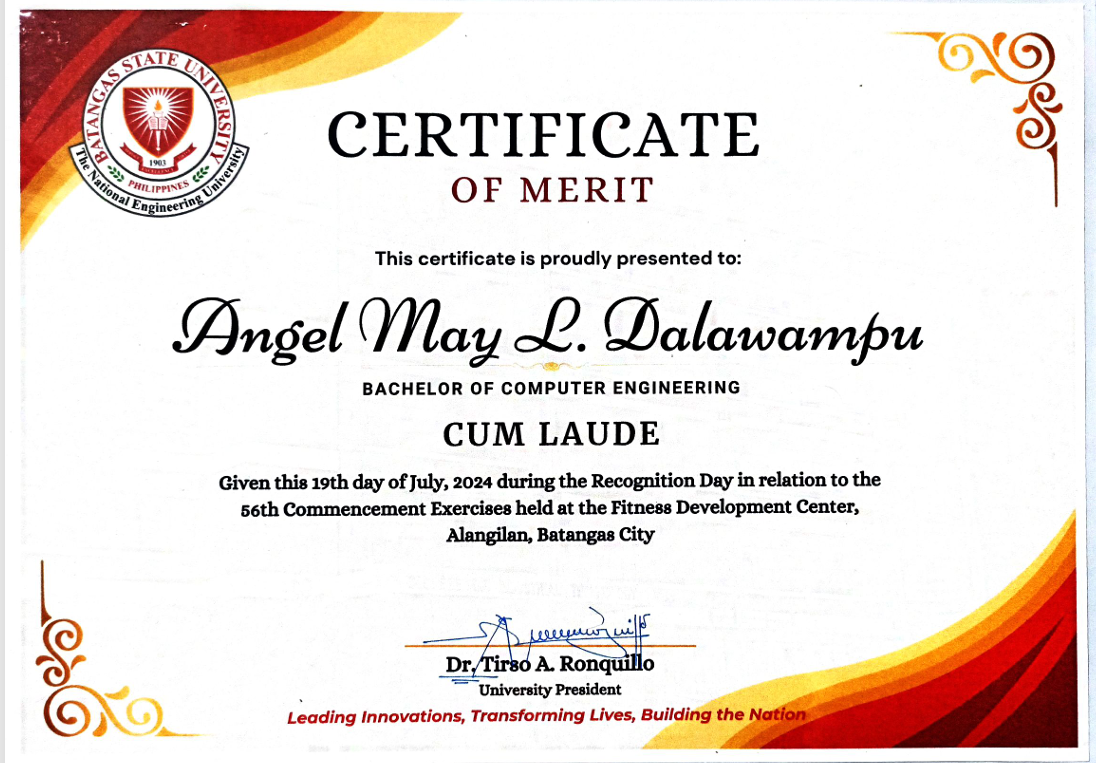 BATANGAS STATE UNIVERSITY
1903
PHILIPPINES
The National Engineering University
CERTIFICATE
OF MERIT
This certificate is proudly presented to:
Angel May L. Dalawampu
BACHELOR OF COMPUTER ENGINEERING
CUM LAUDE
Given this 19th day of July, 2024 during the Recognition Day in relation to the
56th Commencement Exercises held at the Fitness Development Center,
Alangilan, Batangas City
Dr. Tirso A. Ronquillo
University President
Leading Innovations, Transforming Lives, Building the Nation